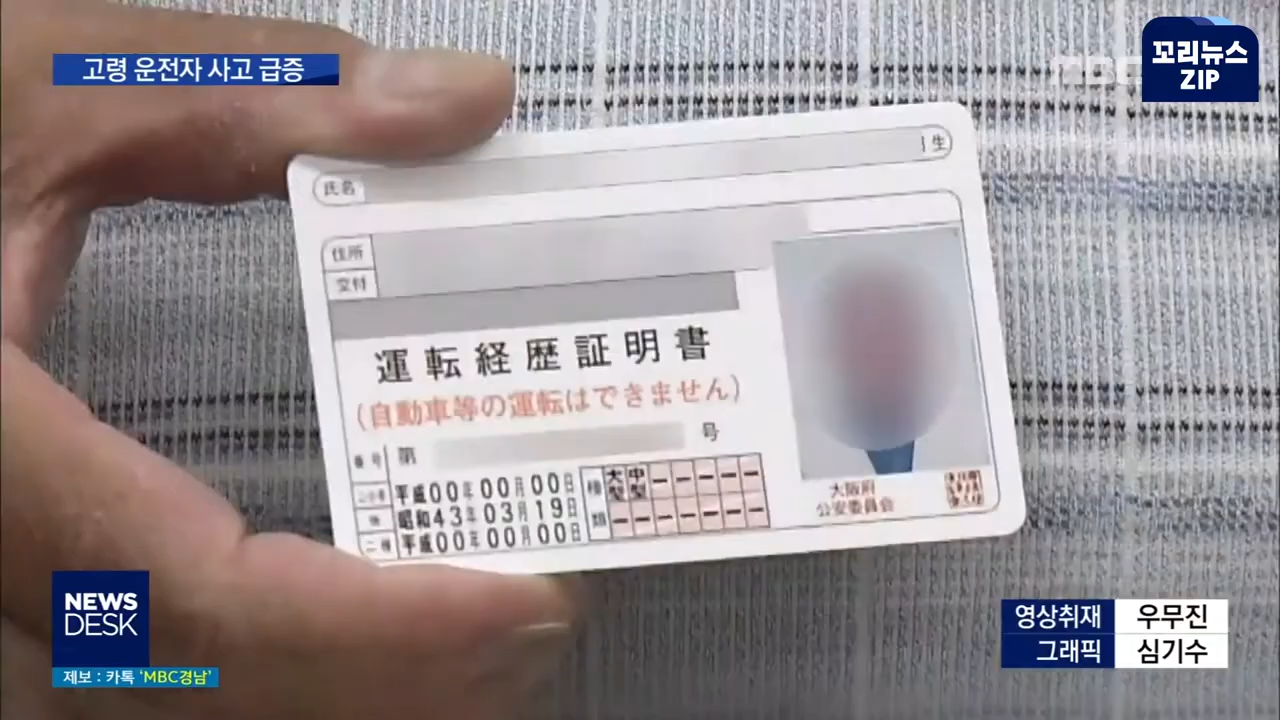 고령 운전자 사고 급증
MBC
꼬리뉴스
ZIP
氏名
生
住所
交付
運転経歴証明書
(自動車等の運転はできません)
番号 第 号
平成00年00月00日
他 昭和43年03月19日
二種 平成00年00月00日
種類 大型 中型 — — — — —
— — — — — — —
大阪府
公安委員会
NEWS
DESK
제보 : 카톡 'MBC경남'
영상취재 우무진
그래픽 심기수